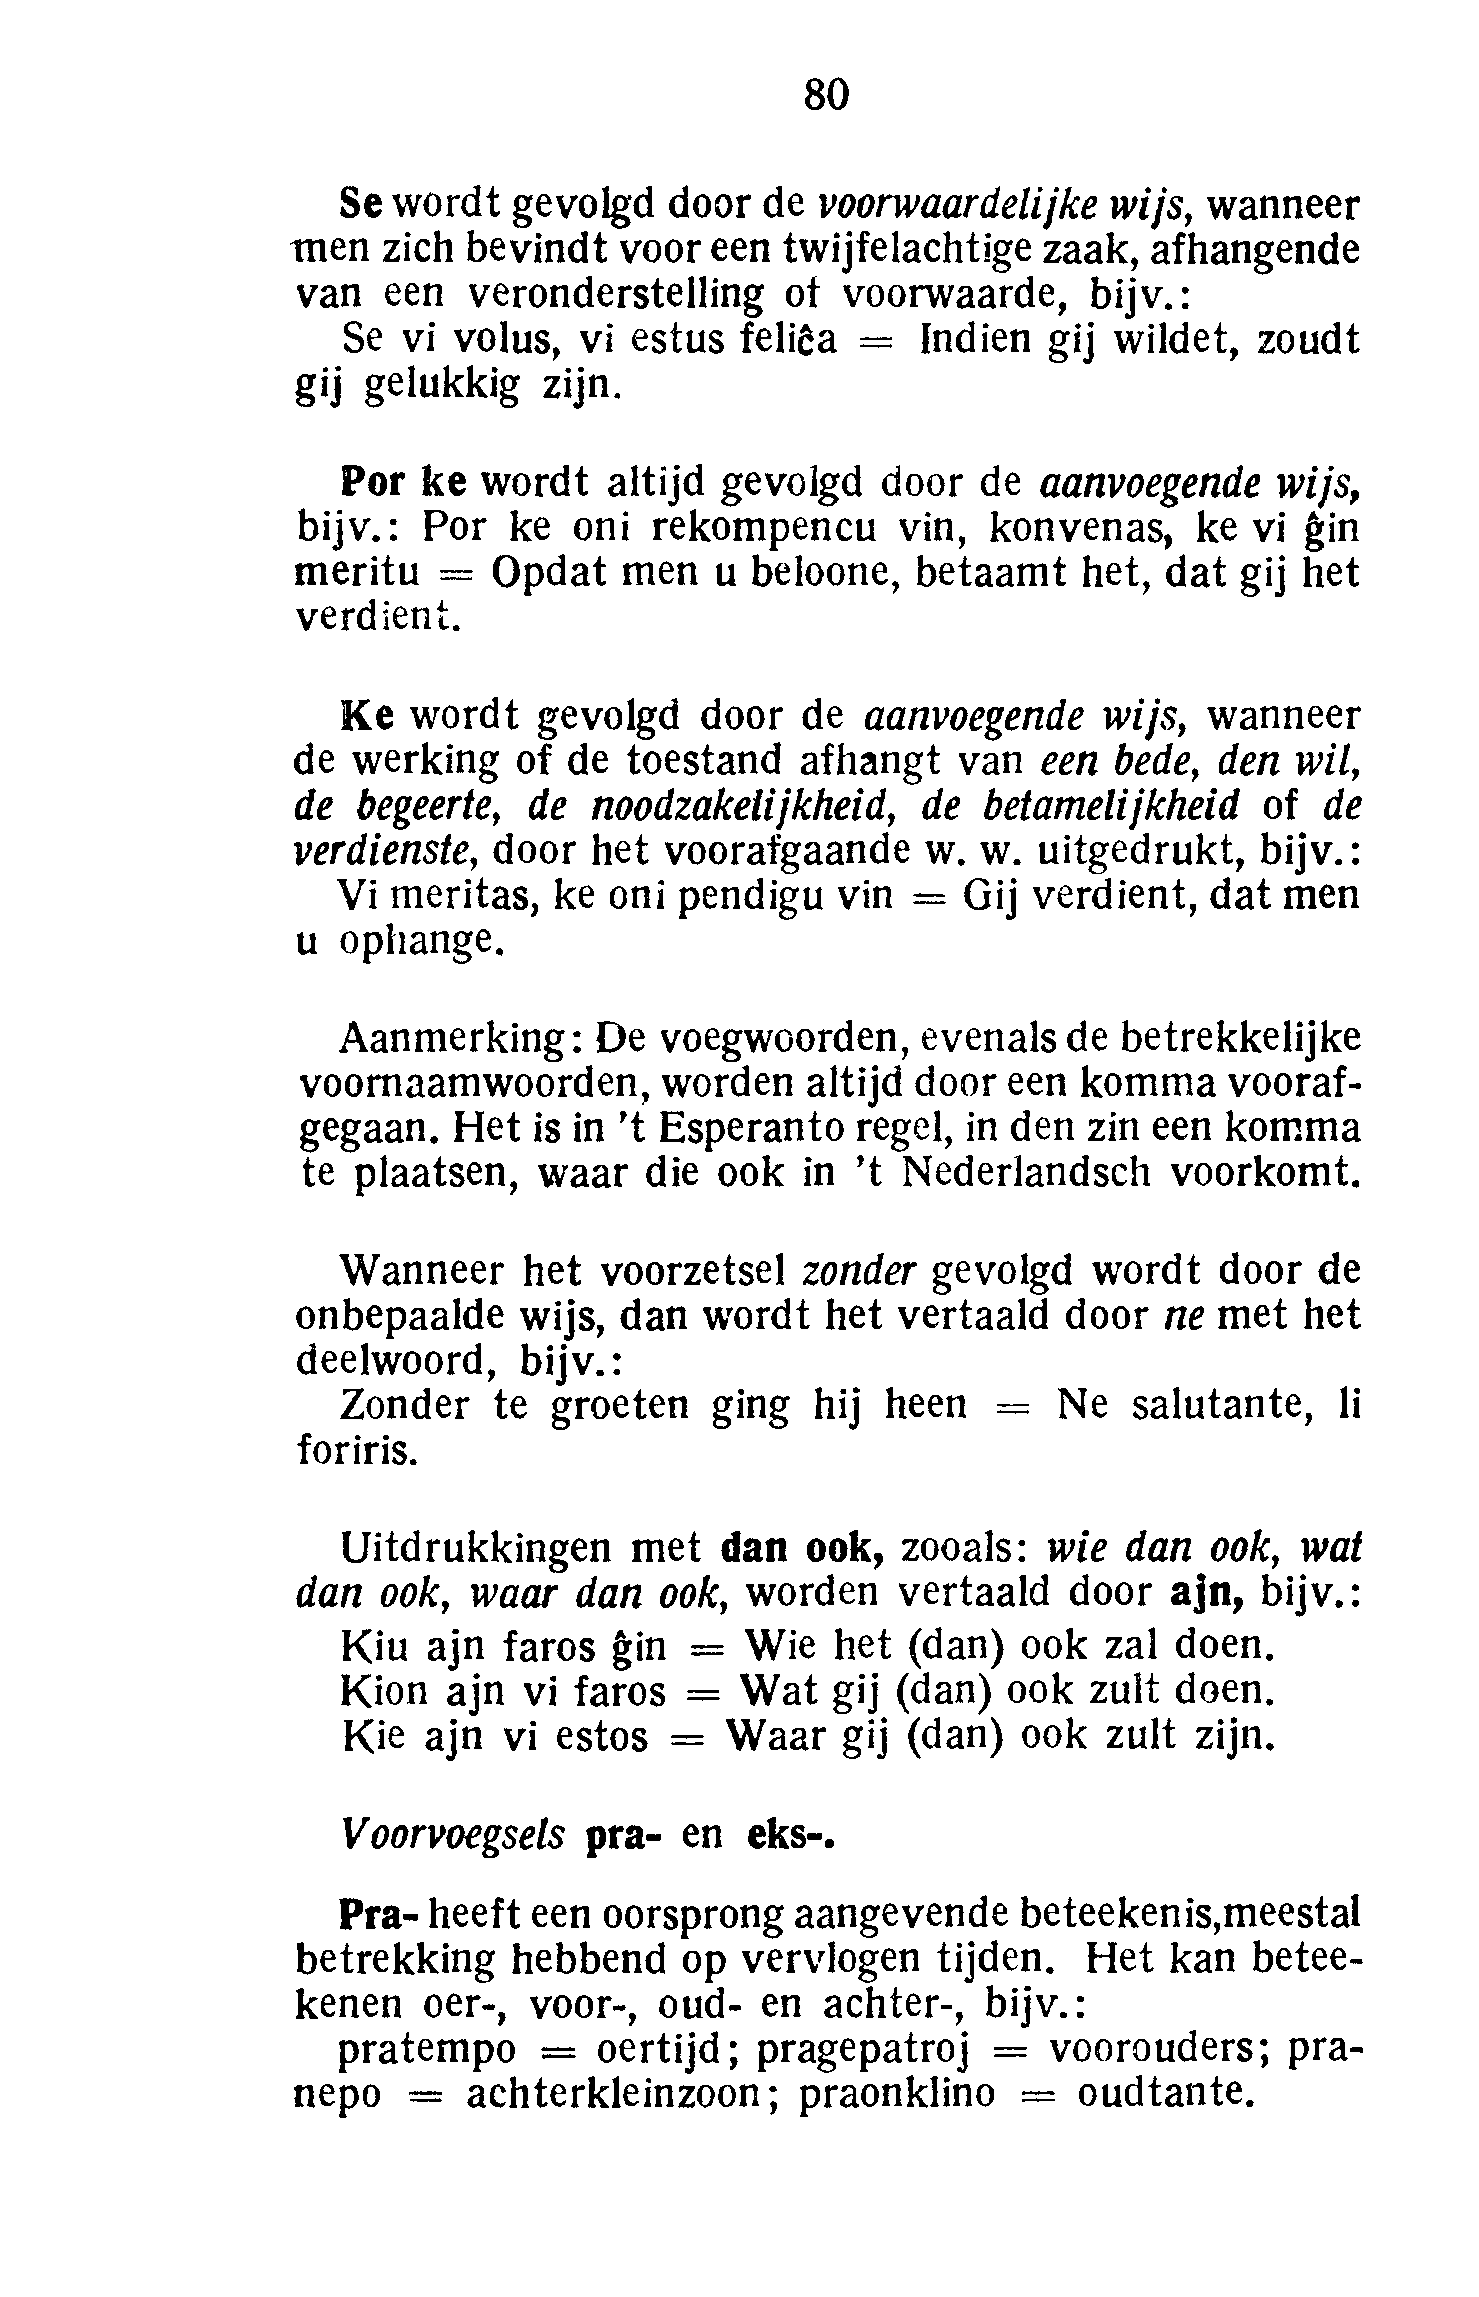 80
Se wordt gevolgd door de voorwaardelijke wijs, wanneer
men zich bevindt voor een twijfelachtige zaak, afhangende
van een veronderstelling of voorwaarde, bijv.:
Se vi volus, vi estus feliĉa = Indien gij wildet, zoudt
gij gelukkig zijn.
Por ke wordt altijd gevolgd door de aanvoegende wijs,
bijv.: Por ke oni rekompencu vin, konvenas, ke vi ĝin
meritu = Opdat men u beloone, betaamt het, dat gij het
verdient.
Ke wordt gevolgd door de aanvoegende wijs, wanneer
de werking of de toestand afhangt van een bede, den wil,
de begeerte, de noodzakelijkheid, de betamelijkheid of de
verdienste, door het voorafgaande w. w. uitgedrukt, bijv.:
Vi meritas, ke oni pendigu vin = Gij verdient, dat men
u ophange.
Aanmerking: De voegwoorden, evenals de betrekkelijke
voornaamwoorden, worden altijd door een komma vooraf-
gegaan. Het is in 't Esperanto regel, in den zin een komma
te plaatsen, waar die ook in 't Nederlandsch voorkomt.
Wanneer het voorzetsel zonder gevolgd wordt door de
onbepaalde wijs, dan wordt het vertaald door ne met het
deelwoord, bijv.:
Zonder te groeten ging hij heen = Ne salutante, li
foriris.
Uitdrukkingen met dan ook, zooals: wie dan ook, wat
dan ook, waar dan ook, worden vertaald door ajn, bijv.:
Kiu ajn faros ĝin = Wie het (dan) ook zal doen.
Kion ajn vi faros = Wat gij (dan) ook zult doen.
Kie ajn vi estos = Waar gij (dan) ook zult zijn.
Voorvoegsels pra- en eks-.
Pra- heeft een oorsprong aangevende beteekenis,meestal
betrekking hebbend op vervlogen tijden. Het kan betee-
kenen oer-, voor-, oud- en achter-, bijv.:
pratempo = oertijd; pragepatroj = voorouders; pra-
nepo = achterkleinzoon; praonklino = oudtante.